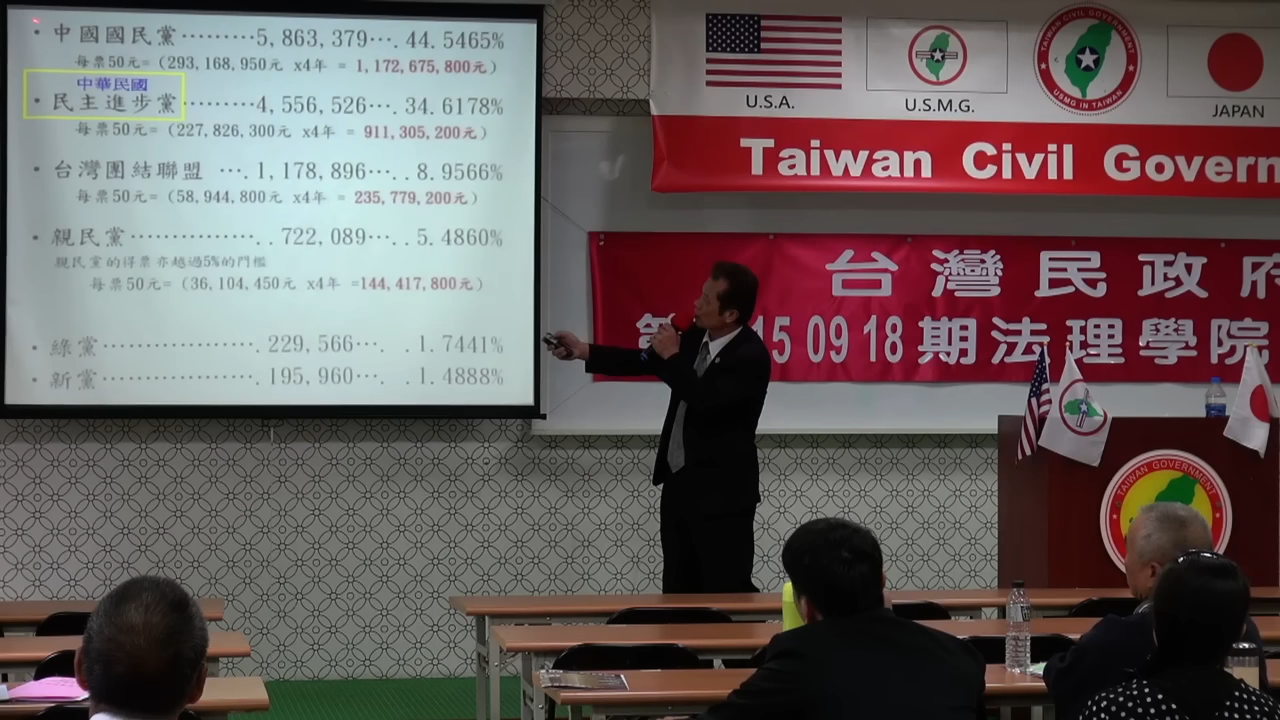 • 中國國民黨·········5,863,379···.44.5465%
每票50元=（293,168,950元 x4年 = 1,172,675,800元）
中華民國
• 民主進步黨·········4,556,526···.34.6178%
每票50元=（227,826,300元 x4年 = 911,305,200元）
• 台灣團結聯盟 ···.1,178,896···..8.9566%
每票50元=（58,944,800元 x4年 = 235,779,200元）
• 親民黨···············..722,089···..5.4860%
親民黨的得票亦越過5%的門檻
每票50元=（36,104,450元 x4年 =144,417,800元）
• 綠黨···················.229,566···. .1.7441%
• 新黨···················.195,960···. .1.4888%
U.S.A.
U.S.M.G.
TAIWAN CIVIL GOVERNMENT
USMG IN TAIWAN
JAPAN
Taiwan Civil Govern
台灣民政府
15 09 18 期法理學院
TAIWAN GOVERNMENT